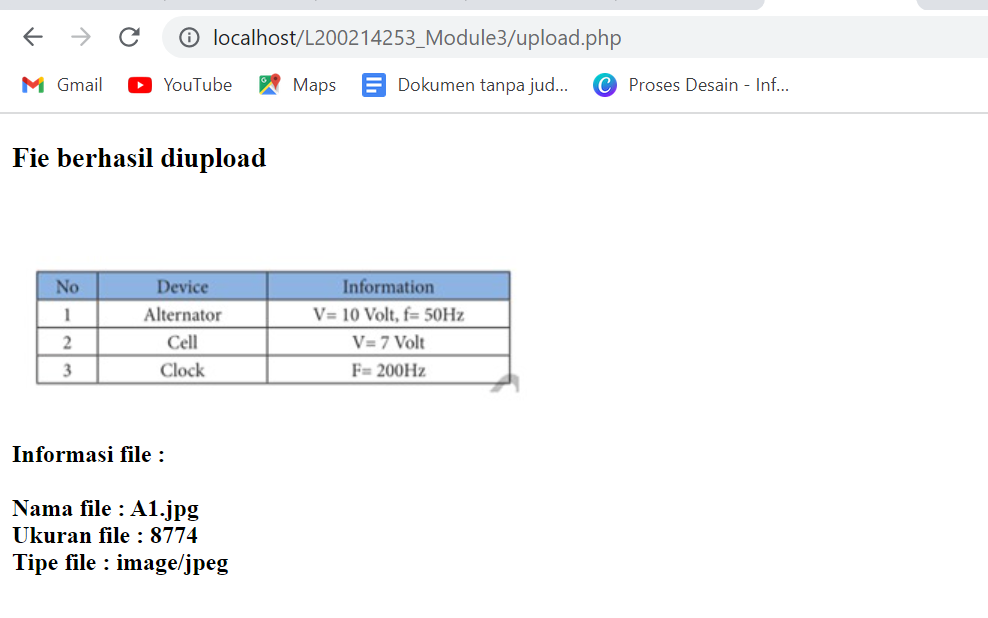 localhost/L200214253_Module3/upload.php
Gmail YouTube Maps Dokumen tanpa jud... Proses Desain - Inf...
Fie berhasil diupload
No Device Information
1 Alternator V= 10 Volt, f= 50Hz
2 Cell V= 7 Volt
3 Clock F= 200Hz
Informasi file :
Nama file : A1.jpg
Ukuran file : 8774
Tipe file : image/jpeg